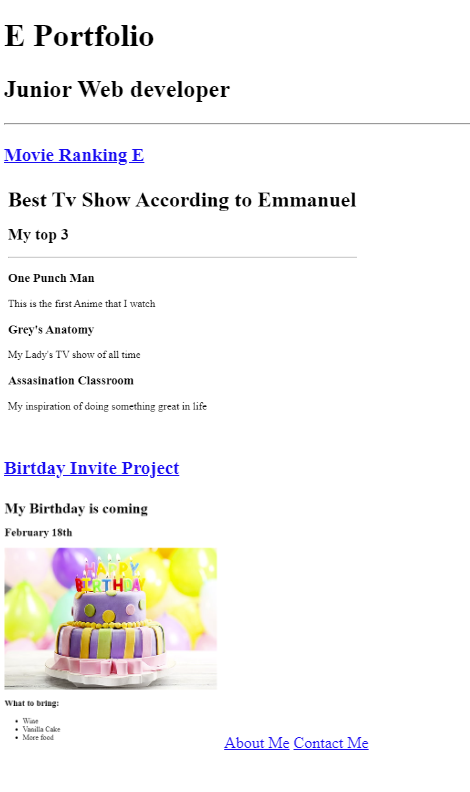 E Portfolio
Junior Web developer
Movie Ranking E
Best Tv Show According to Emmanuel
My top 3
One Punch Man
This is the first Anime that I watch
Grey's Anatomy
My Lady's TV show of all time
Assasination Classroom
My inspiration of doing something great in life
Birtday Invite Project
My Birthday is coming
February 18th
HAPPY
BIRTHDAY
What to bring:
Wine
Vanilla Cake
More food
About Me Contact Me